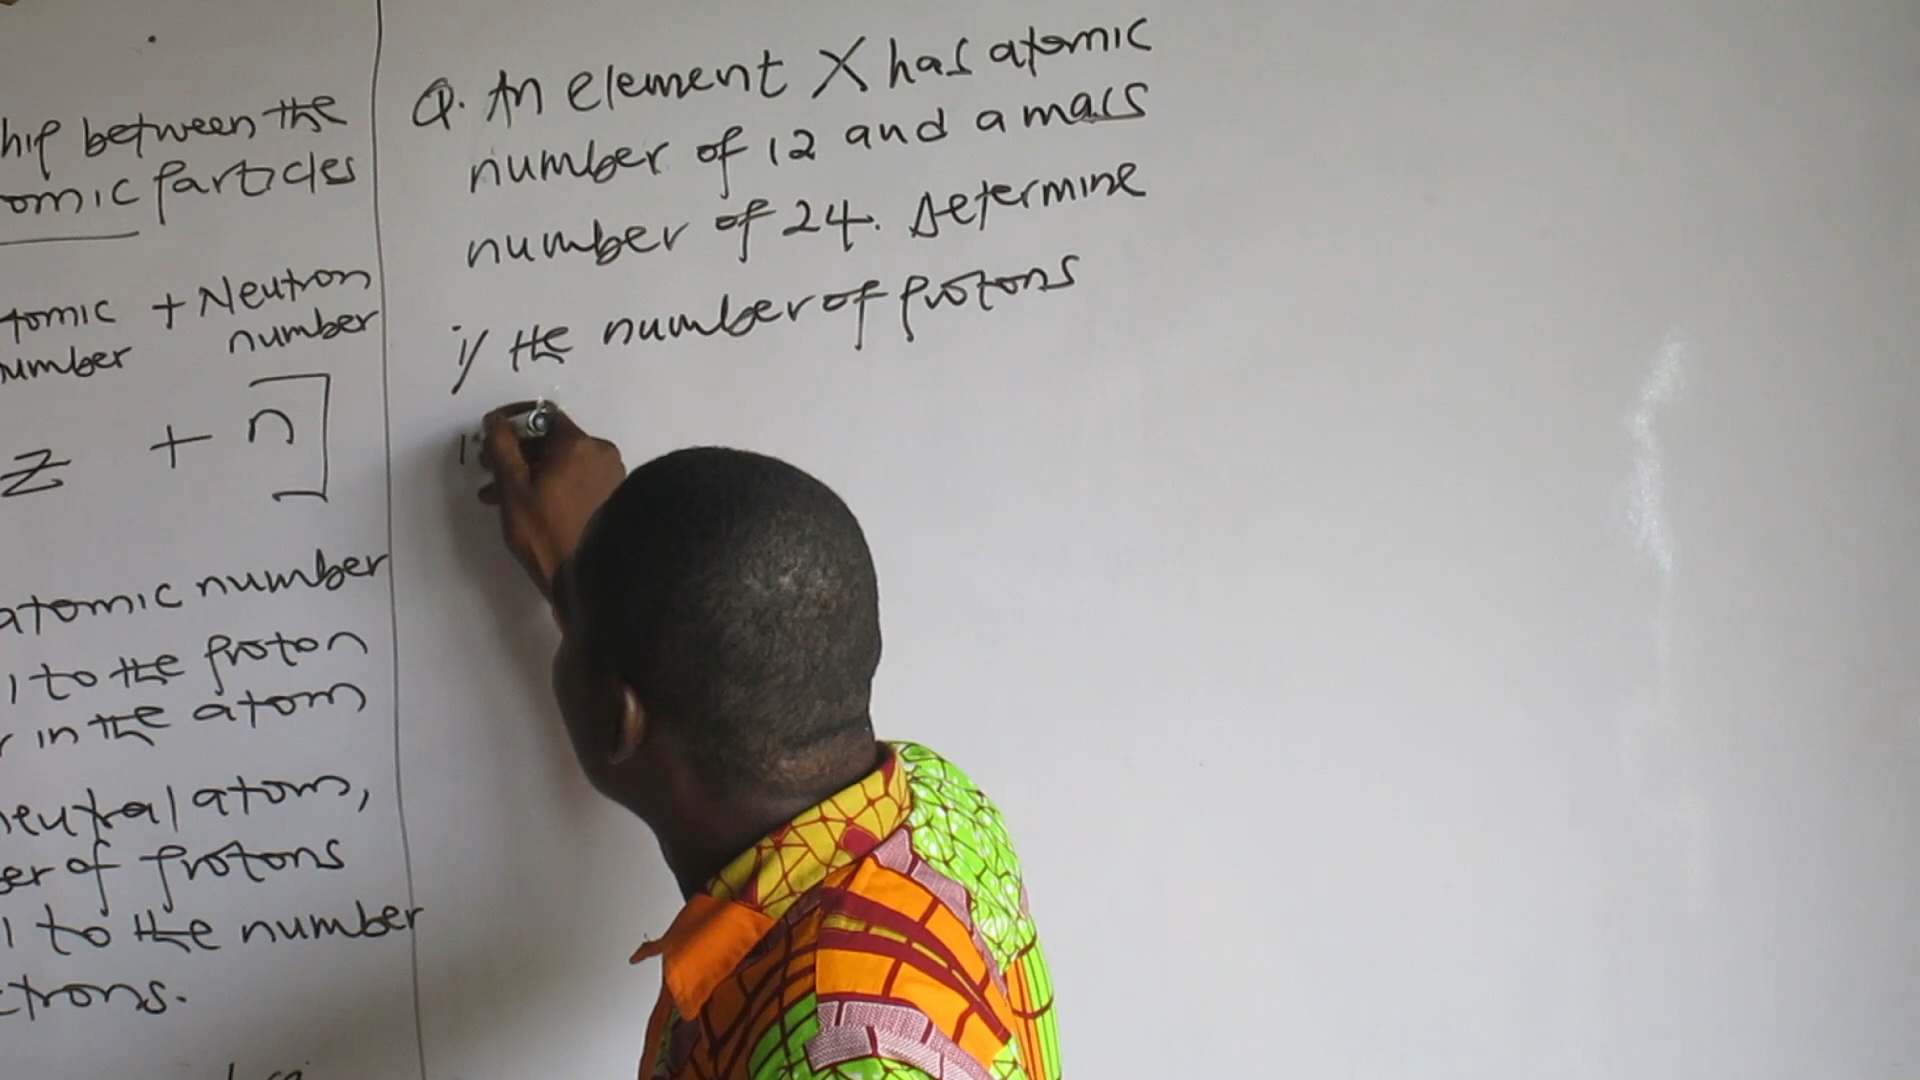 hip between the
omic particles
tomic + Neutron
umber number
z + n]
atomic number
l to the proton
r in the atom
neutral atom,
er of protons
l to the number
ctrons.
Q. An element X has atomic
number of 12 and a mass
number of 24. Determine
i/ the number of protons